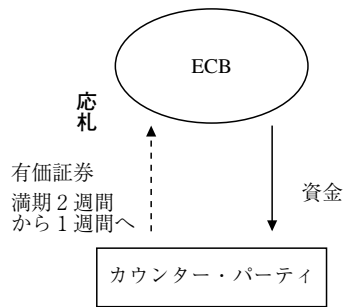 ECB
応札
有価証券
満期２週間
から１週間へ
資金
カウンター・パーティ